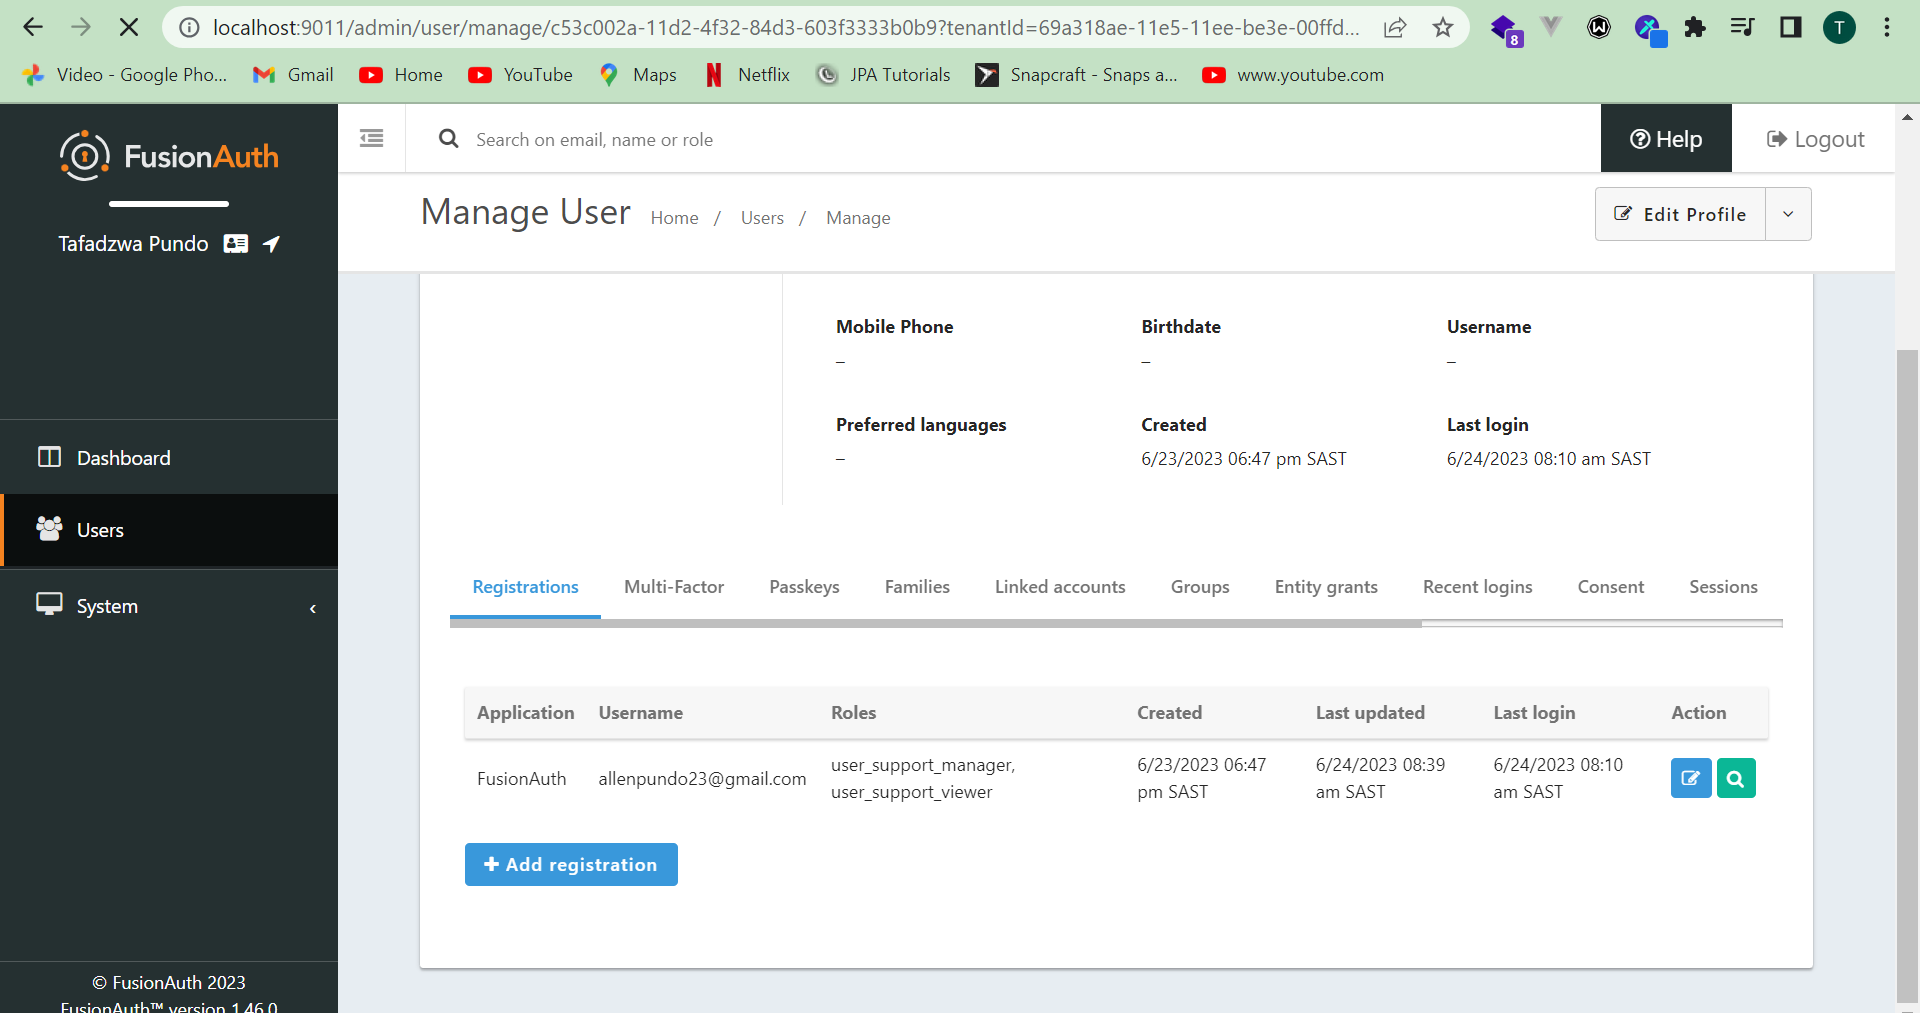 localhost:9011/admin/user/manage/c53c002a-11d2-4f32-84d3-603f3333b0b9?tenantId=69a318ae-11e5-11ee-be3e-00ffd...
8
T
Video - Google Pho...
Gmail
Home
YouTube
Maps
Netflix
JPA Tutorials
Snapcraft - Snaps a...
www.youtube.com
FusionAuth
Tafadzwa Pundo
Dashboard
Users
System
© FusionAuth 2023
FusionAuth™ version 1.46.0
Search on email, name or role
Help
Logout
Manage User
Home / Users / Manage
Edit Profile
Mobile Phone
–
Birthdate
–
Username
–
Preferred languages
–
Created
6/23/2023 06:47 pm SAST
Last login
6/24/2023 08:10 am SAST
Registrations
Multi-Factor
Passkeys
Families
Linked accounts
Groups
Entity grants
Recent logins
Consent
Sessions
Application Username Roles Created Last updated Last login Action
FusionAuth
allenpundo23@gmail.com
user_support_manager,
user_support_viewer
6/23/2023 06:47
pm SAST
6/24/2023 08:39
am SAST
6/24/2023 08:10
am SAST
Add registration